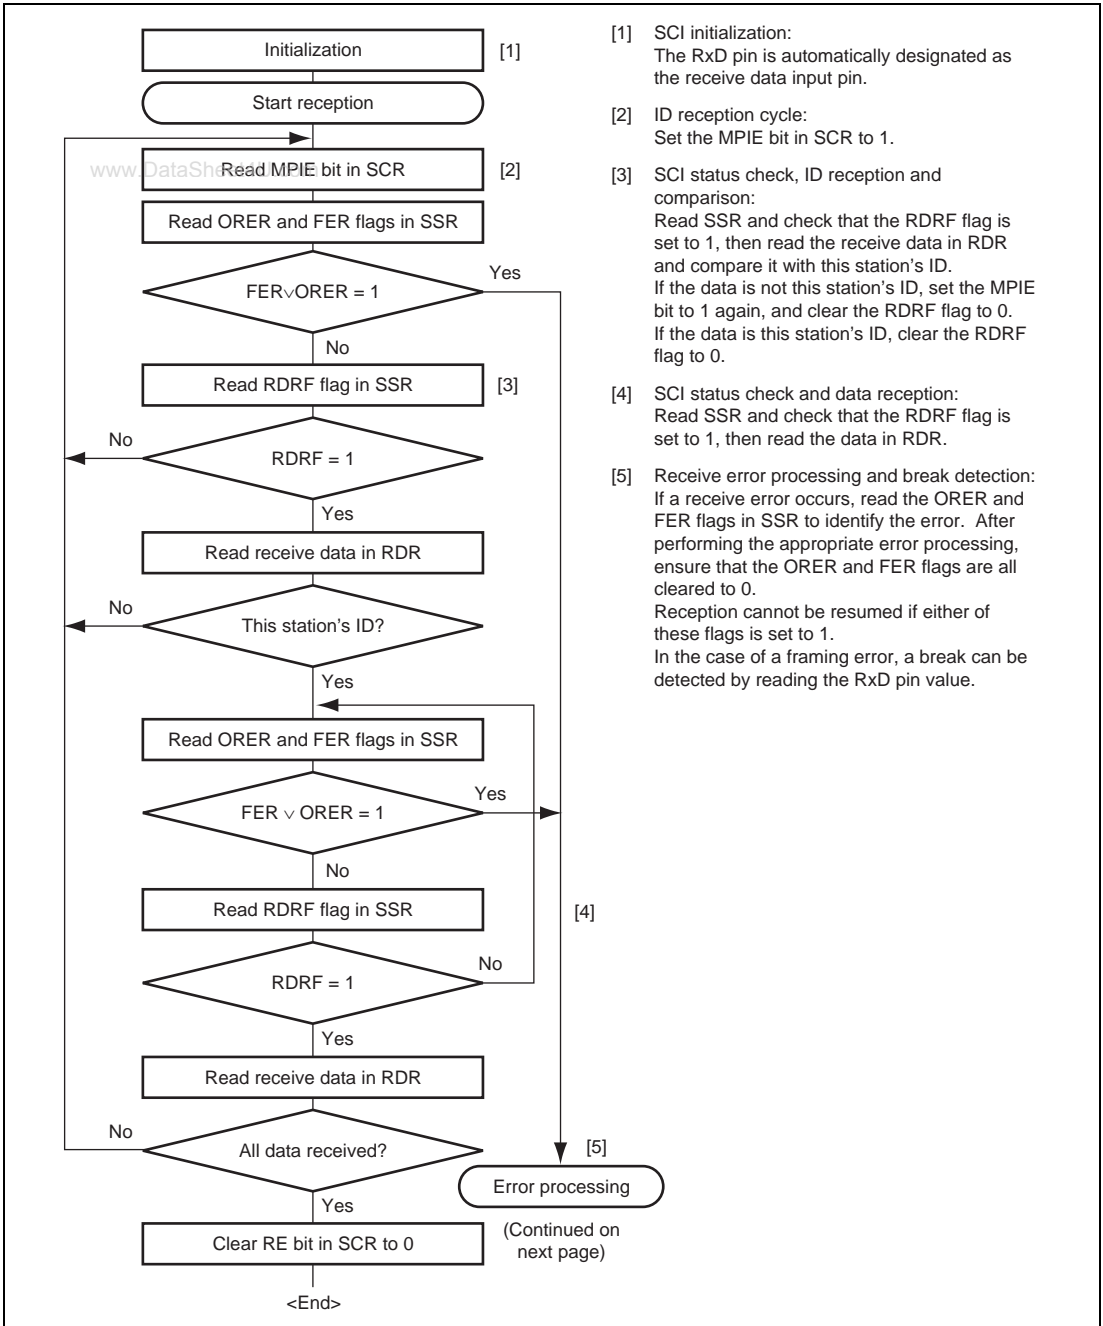 Initialization [1]
Start reception
www.DataSheet4U.com
Read MPIE bit in SCR [2]
Read ORER and FER flags in SSR
FER∨ORER = 1
Yes
No
Read RDRF flag in SSR [3]
No
RDRF = 1
Yes
Read receive data in RDR
No
This station's ID?
Yes
Read ORER and FER flags in SSR
FER ∨ ORER = 1
Yes
No
Read RDRF flag in SSR
[4]
RDRF = 1
No
Yes
Read receive data in RDR
No
All data received?
[5]
Error processing
Yes
(Continued on
next page)
Clear RE bit in SCR to 0
<End>
[1] SCI initialization:
The RxD pin is automatically designated as
the receive data input pin.
[2] ID reception cycle:
Set the MPIE bit in SCR to 1.
[3] SCI status check, ID reception and
comparison:
Read SSR and check that the RDRF flag is
set to 1, then read the receive data in RDR
and compare it with this station's ID.
If the data is not this station's ID, set the MPIE
bit to 1 again, and clear the RDRF flag to 0.
If the data is this station's ID, clear the RDRF
flag to 0.
[4] SCI status check and data reception:
Read SSR and check that the RDRF flag is
set to 1, then read the data in RDR.
[5] Receive error processing and break detection:
If a receive error occurs, read the ORER and
FER flags in SSR to identify the error. After
performing the appropriate error processing,
ensure that the ORER and FER flags are all
cleared to 0.
Reception cannot be resumed if either of
these flags is set to 1.
In the case of a framing error, a break can be
detected by reading the RxD pin value.